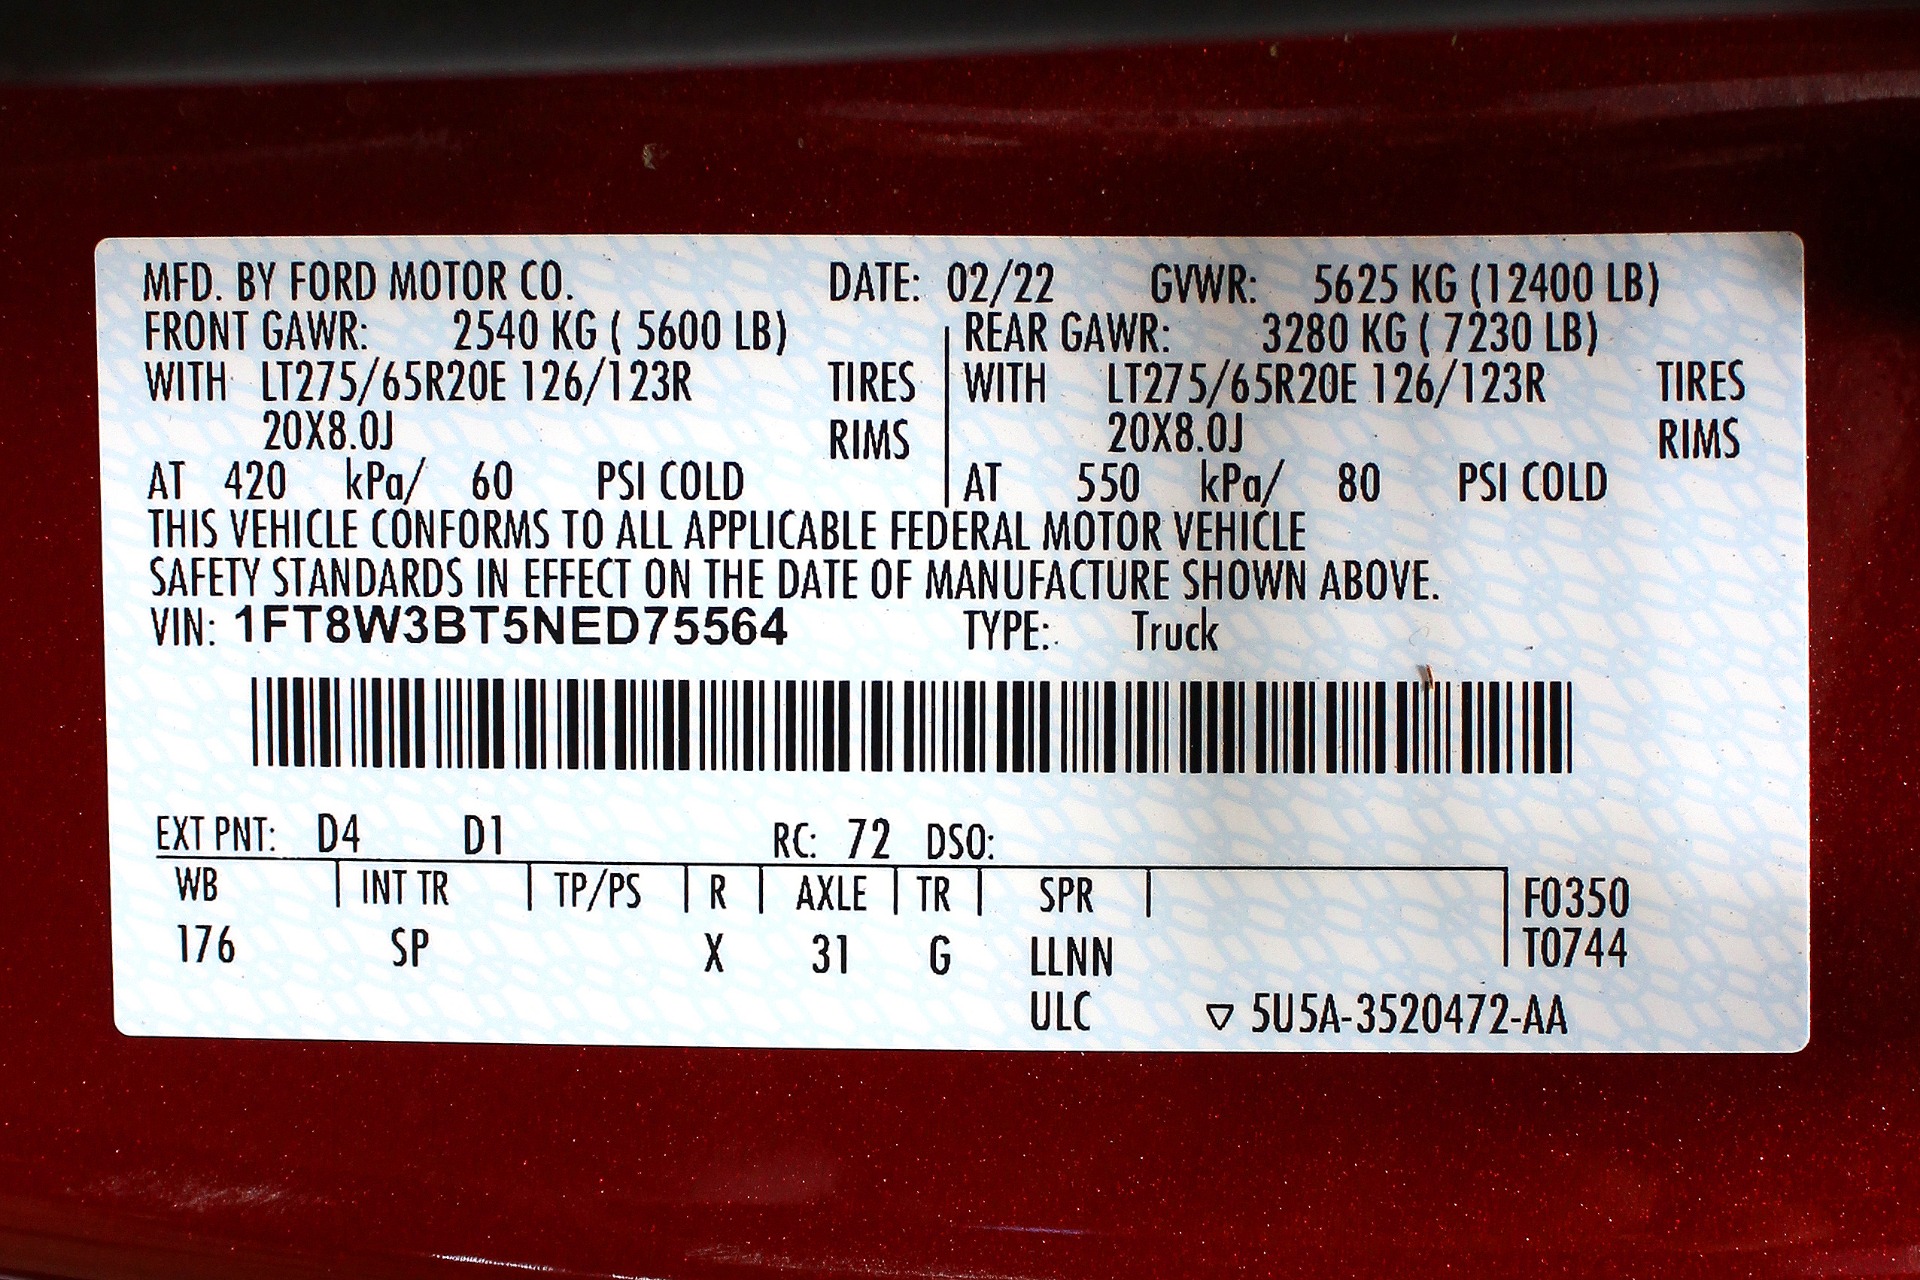 MFD. BY FORD MOTOR CO. DATE: 02/22 GVWR: 5625 KG (12400 LB)
FRONT GAWR: 2540 KG ( 5600 LB) REAR GAWR: 3280 KG ( 7230 LB)
WITH LT275/65R20E 126/123R TIRES WITH LT275/65R20E 126/123R TIRES
20X8.0J RIMS 20X8.0J RIMS
AT 420 kPa/ 60 PSI COLD AT 550 kPa/ 80 PSI COLD
THIS VEHICLE CONFORMS TO ALL APPLICABLE FEDERAL MOTOR VEHICLE
SAFETY STANDARDS IN EFFECT ON THE DATE OF MANUFACTURE SHOWN ABOVE.
VIN: 1FT8W3BT5NED75564 TYPE: Truck
EXT PNT: D4 D1 RC: 72 DSO:
WB INT TR TP/PS R AXLE TR SPR F0350
176 SP X 31 G LLNN T0744
ULC ▽ 5U5A-3520472-AA